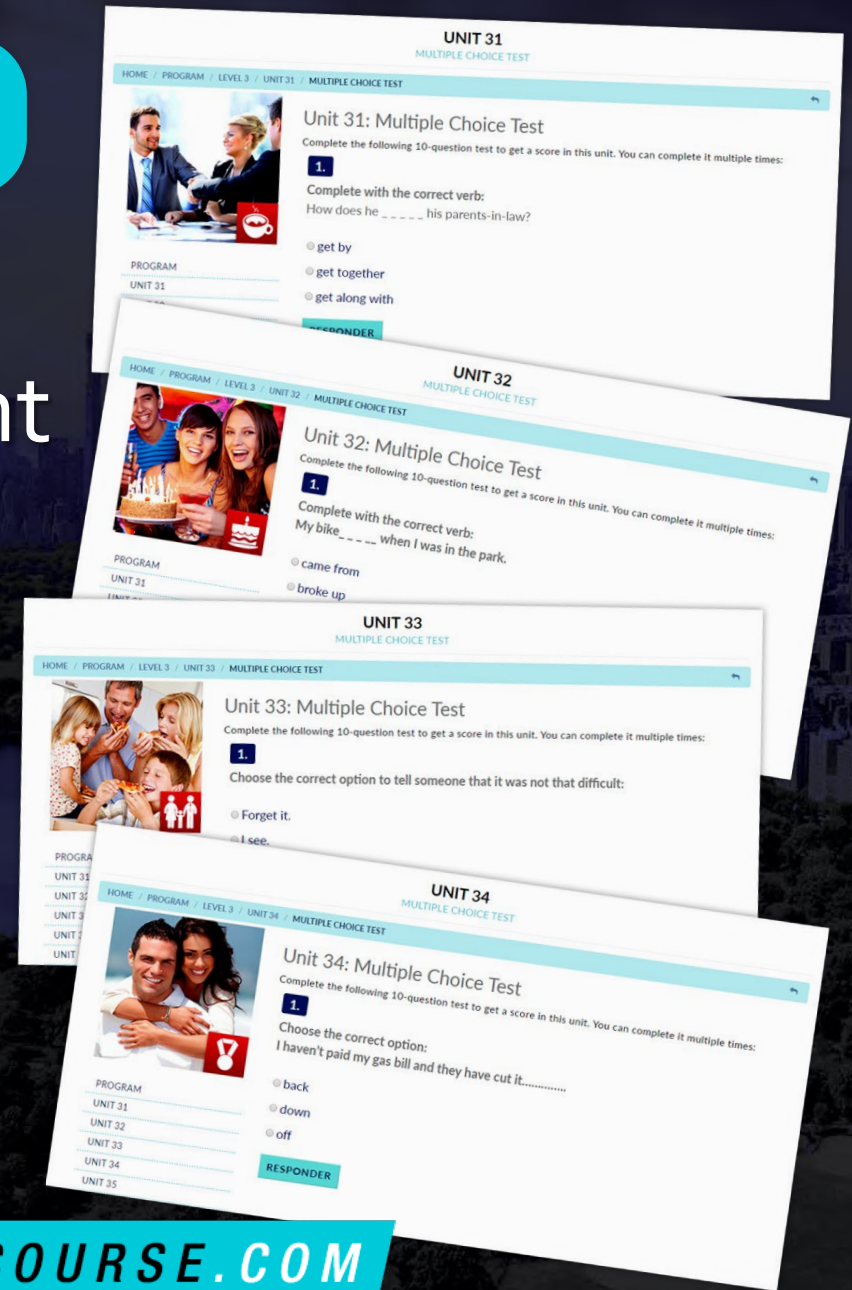 nt
UNIT 31
MULTIPLE CHOICE TEST
HOME / PROGRAM / LEVEL 3 / UNIT 31 / MULTIPLE CHOICE TEST
Unit 31: Multiple Choice Test
Complete the following 10-question test to get a score in this unit. You can complete it multiple times:
1.
Complete with the correct verb:
How does he _ _ _ _ _ his parents-in-law?
get by
get together
get along with
RESPONDER
PROGRAM
UNIT 31
UNIT 32
MULTIPLE CHOICE TEST
HOME / PROGRAM / LEVEL 3 / UNIT 32 / MULTIPLE CHOICE TEST
Unit 32: Multiple Choice Test
Complete the following 10-question test to get a score in this unit. You can complete it multiple times:
1.
Complete with the correct verb:
My bike_ _ _ _ _ when I was in the park.
came from
broke up
PROGRAM
UNIT 31
UNIT 33
MULTIPLE CHOICE TEST
HOME / PROGRAM / LEVEL 3 / UNIT 33 / MULTIPLE CHOICE TEST
Unit 33: Multiple Choice Test
Complete the following 10-question test to get a score in this unit. You can complete it multiple times:
1.
Choose the correct option to tell someone that it was not that difficult:
Forget it.
I see.
PROGRA
UNIT 31
UNIT 3
UNIT 3
UNIT
UNIT
UNIT 34
MULTIPLE CHOICE TEST
HOME / PROGRAM / LEVEL 3 / UNIT 34 / MULTIPLE CHOICE TEST
Unit 34: Multiple Choice Test
Complete the following 10-question test to get a score in this unit. You can complete it multiple times:
1.
Choose the correct option:
I haven't paid my gas bill and they have cut it.............
back
down
off
RESPONDER
PROGRAM
UNIT 31
UNIT 32
UNIT 33
UNIT 34
UNIT 35
COURSE.COM